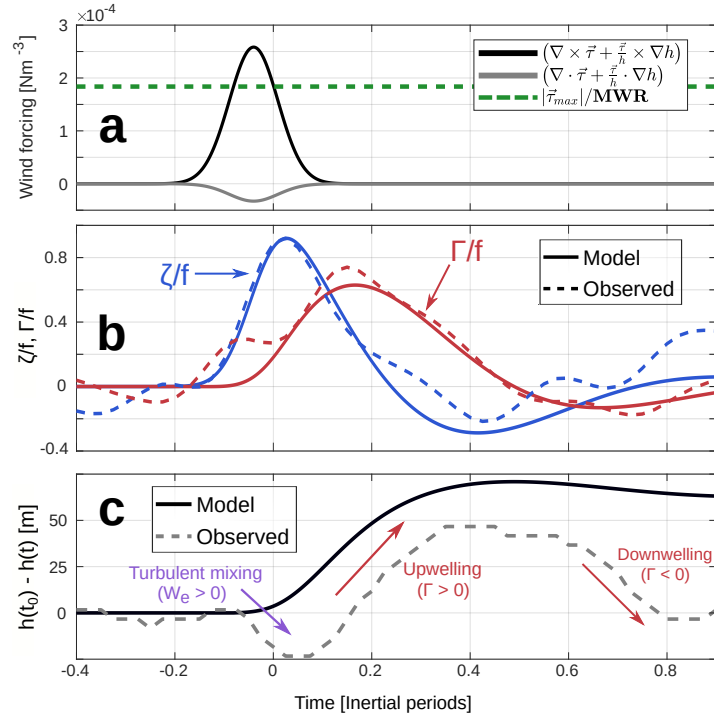 ×10⁻⁴
3
2
1
0
Wind forcing [Nm⁻³]
a
(∇ × τ⃗ + τ⃗/h × ∇h)
(∇ · τ⃗ + τ⃗/h · ∇h)
|τ⃗max|/MWR
0.8
0.4
0
-0.4
ζ/f, Γ/f
b
ζ/f
Γ/f
Model
Observed
50
25
0
h(t₀) - h(t) [m]
c
Model
Observed
Turbulent mixing
(Wₑ > 0)
Upwelling
(Γ > 0)
Downwelling
(Γ < 0)
-0.4 -0.2 0 0.2 0.4 0.6 0.8
Time [Inertial periods]